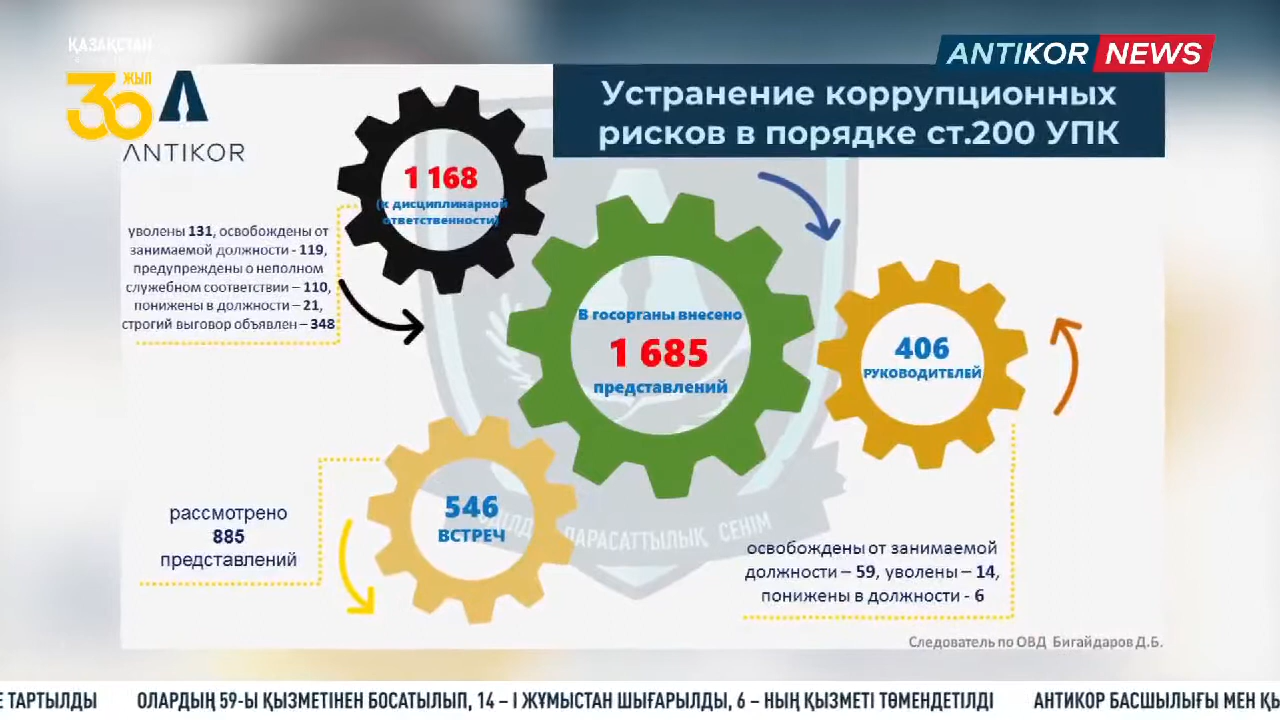 ҚАЗАҚСТАН
ЖЫЛ
30
ANTIKOR
ANTIKOR NEWS
Устранение коррупционных
рисков в порядке ст.200 УПК
1 168
(к дисциплинарной
ответственности)
уволены 131, освобождены от
занимаемой должности - 119,
предупреждены о неполном
служебном соответствии – 110,
понижены в должности – 21,
строгий выговор объявлен – 348
В госорганы внесено
1 685
представлений
406
РУКОВОДИТЕЛЕЙ
546
ВСТРЕЧ
рассмотрено
885
представлений
ПАРАСАТТЫЛЫҚ СЕНІМ
освобождены от занимаемой
должности – 59, уволены – 14,
понижены в должности - 6
Следователь по ОВД Бигайдаров Д.Б.
Е ТАРТЫЛДЫ ОЛАРДЫҢ 59-Ы ҚЫЗМЕТІНЕН БОСАТЫЛЫП, 14 – І ЖҰМЫСТАН ШЫҒАРЫЛДЫ, 6 – НЫҢ ҚЫЗМЕТІ ТӨМЕНДЕТІЛДІ АНТИКОР БАСШЫЛЫҒЫ МЕН